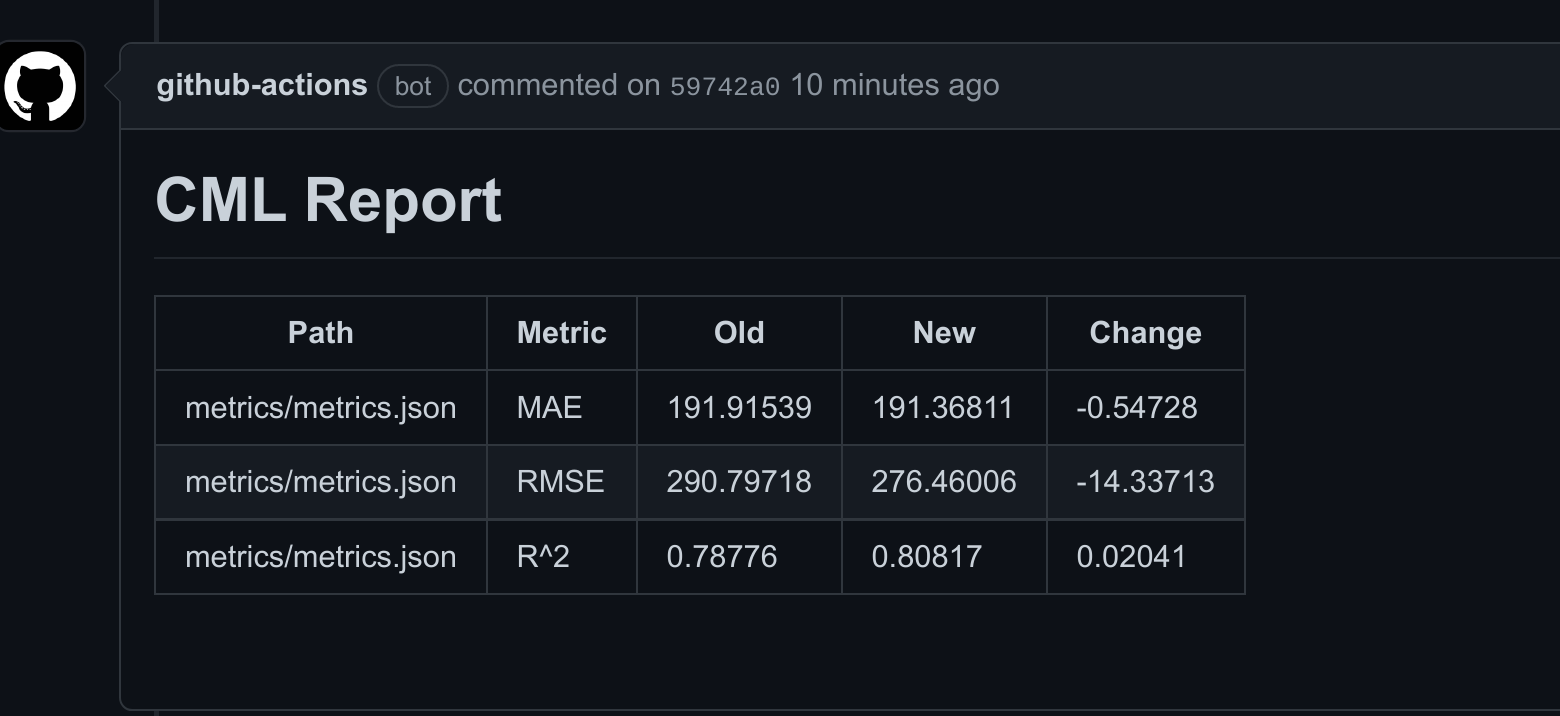 github-actions bot commented on 59742a0 10 minutes ago
CML Report
Path Metric Old New Change
metrics/metrics.json MAE 191.91539 191.36811 -0.54728
metrics/metrics.json RMSE 290.79718 276.46006 -14.33713
metrics/metrics.json R^2 0.78776 0.80817 0.02041